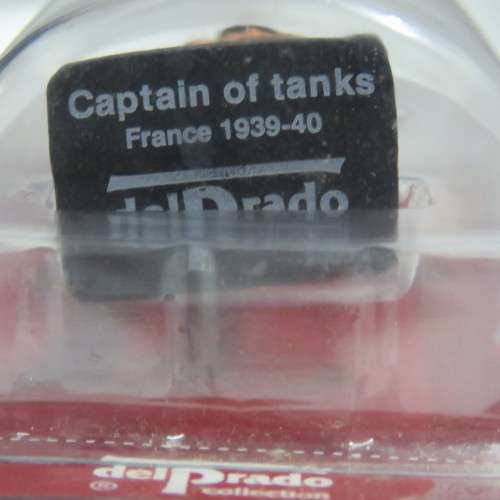 Captain of tanks
France 1939-40
delPrado
delPrado
®
collection